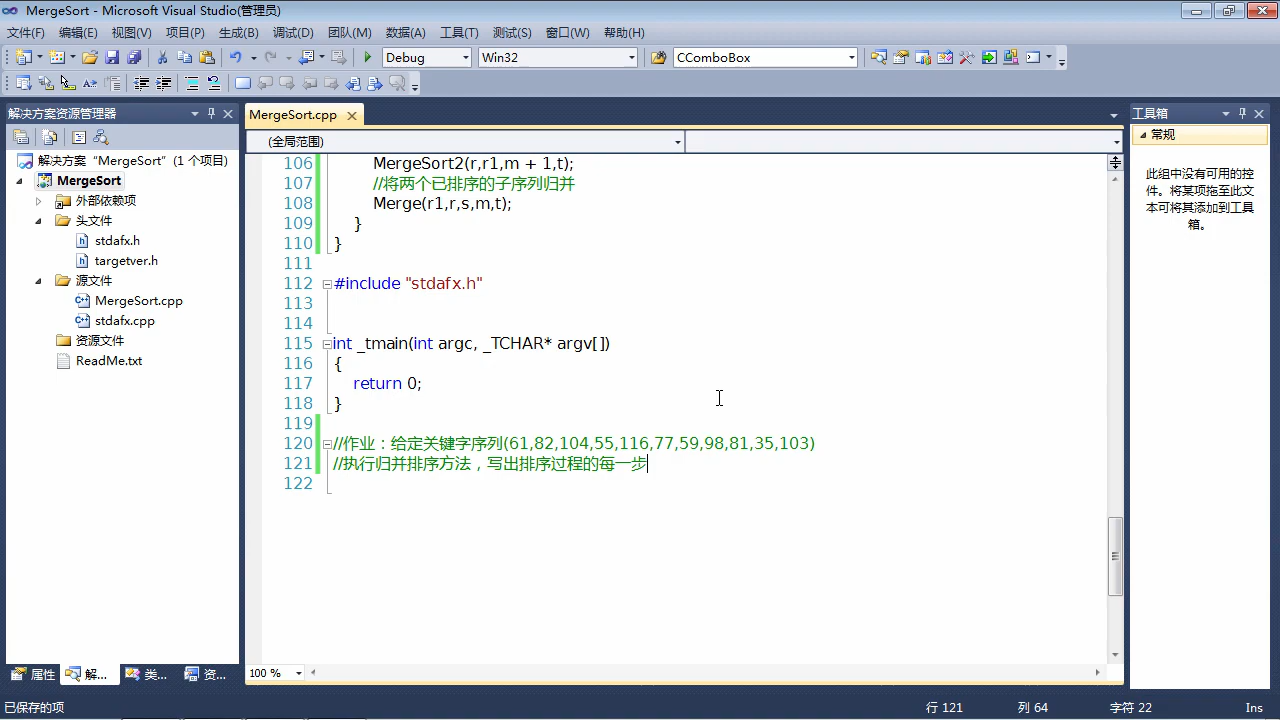 MergeSort - Microsoft Visual Studio(管理员)
文件(F) 编辑(E) 视图(V) 项目(P) 生成(B) 调试(D) 团队(M) 数据(A) 工具(T) 测试(S) 窗口(W) 帮助(H)
Debug Win32 CComboBox
解决方案资源管理器
解决方案"MergeSort"(1 个项目)
MergeSort
外部依赖项
头文件
stdafx.h
targetver.h
源文件
MergeSort.cpp
stdafx.cpp
资源文件
ReadMe.txt
属性 解... 类... 资...
MergeSort.cpp
(全局范围)
106 MergeSort2(r,r1,m + 1,t);
107 //将两个已排序的子序列归并
108 Merge(r1,r,s,m,t);
109 }
110 }
111
112 #include "stdafx.h"
113
114
115 int _tmain(int argc, _TCHAR* argv[])
116 {
117 return 0;
118 }
119
120 //作业：给定关键字序列(61,82,104,55,116,77,59,98,81,35,103)
121 //执行归并排序方法，写出排序过程的每一步
122
100 %
工具箱
常规
此组中没有可用的控
件。将某项拖至此文
本可将其添加到工具
箱。
已保存的项 行 121 列 64 字符 22 Ins